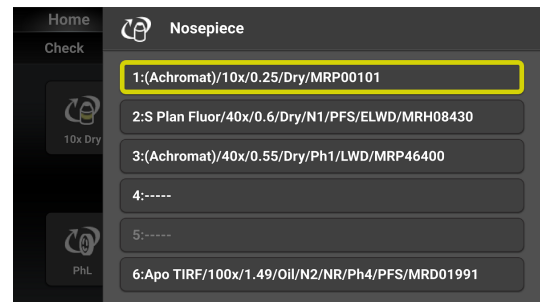 Home
Check
Nosepiece
1:(Achromat)/10x/0.25/Dry/MRP00101
2:S Plan Fluor/40x/0.6/Dry/N1/PFS/ELWD/MRH08430
10x Dry
3:(Achromat)/40x/0.55/Dry/Ph1/LWD/MRP46400
4:-----
5:-----
PhL
6:Apo TIRF/100x/1.49/Oil/N2/NR/Ph4/PFS/MRD01991